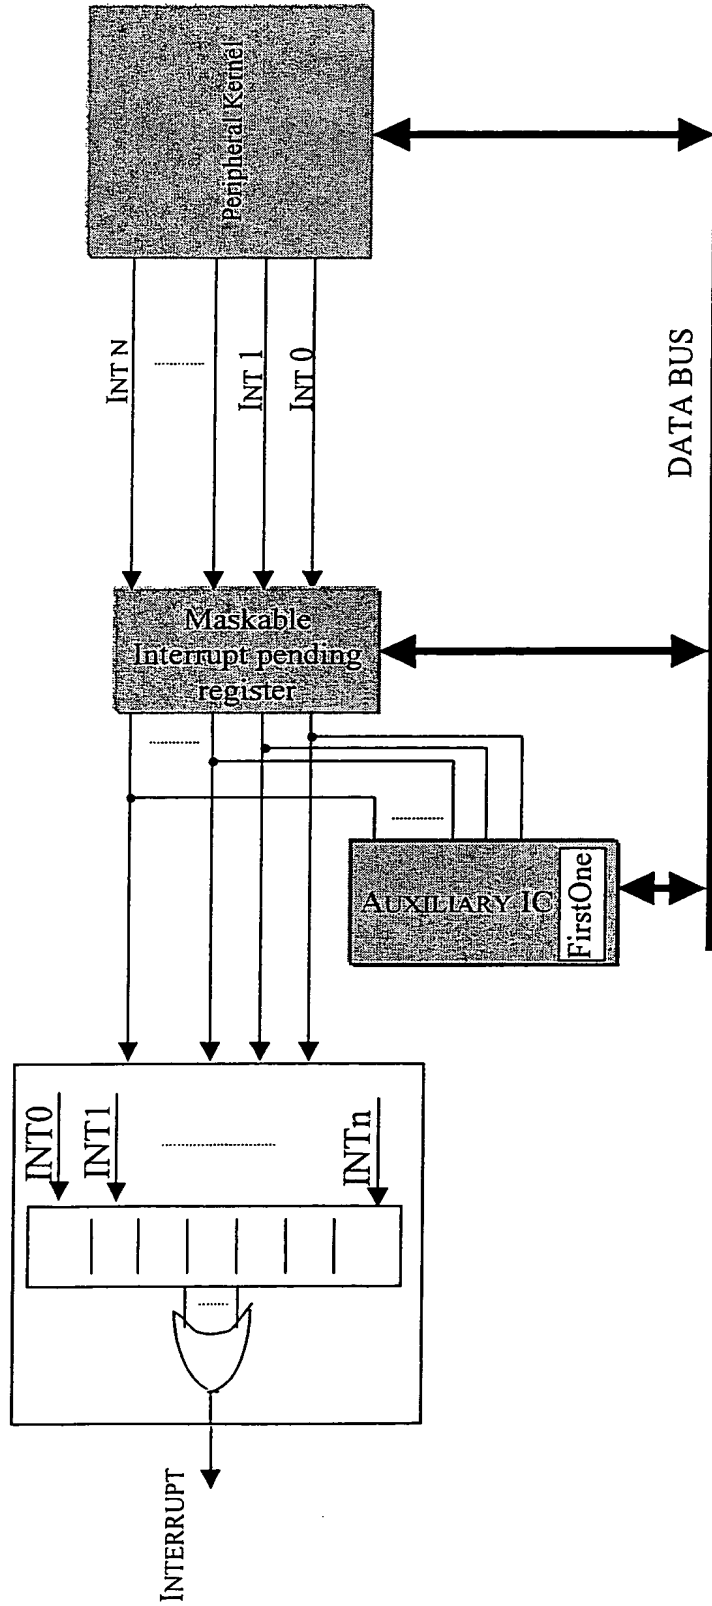 Peripheral Kernel
INT N
INT 1
INT 0
DATA BUS
Maskable
Interrupt pending
register
AUXILIARY IC
FirstOne
INT0
INT1
INTn
INTERRUPT